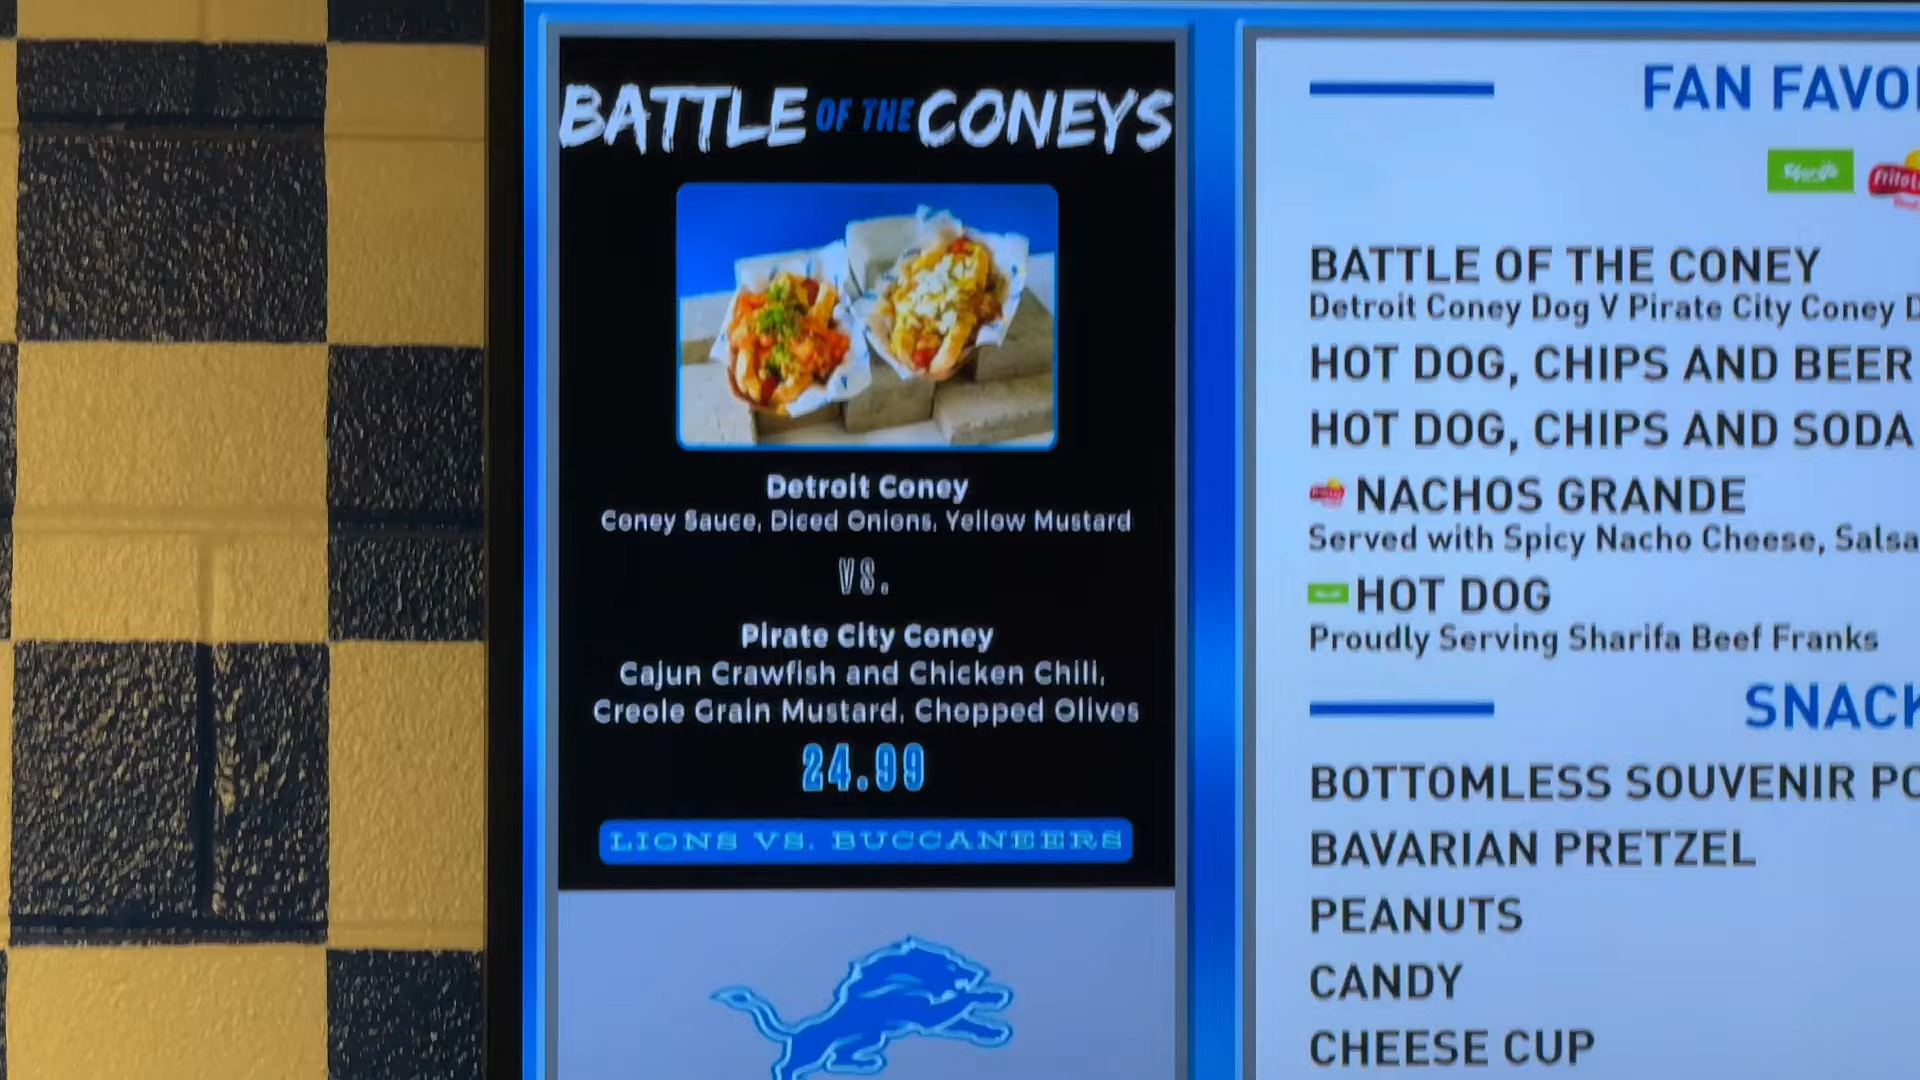 BATTLE OF THE CONEYS
Detroit Coney
Coney Sauce, Diced Onions, Yellow Mustard
VS.
Pirate City Coney
Cajun Crawfish and Chicken Chili,
Creole Grain Mustard, Chopped Olives
24.99
LIONS VS. BUCCANEERS
FAN FAVO
BATTLE OF THE CONEY
Detroit Coney Dog V Pirate City Coney D
HOT DOG, CHIPS AND BEER
HOT DOG, CHIPS AND SODA
NACHOS GRANDE
Served with Spicy Nacho Cheese, Salsa
HOT DOG
Proudly Serving Sharifa Beef Franks
SNACK
BOTTOMLESS SOUVENIR PO
BAVARIAN PRETZEL
PEANUTS
CANDY
CHEESE CUP